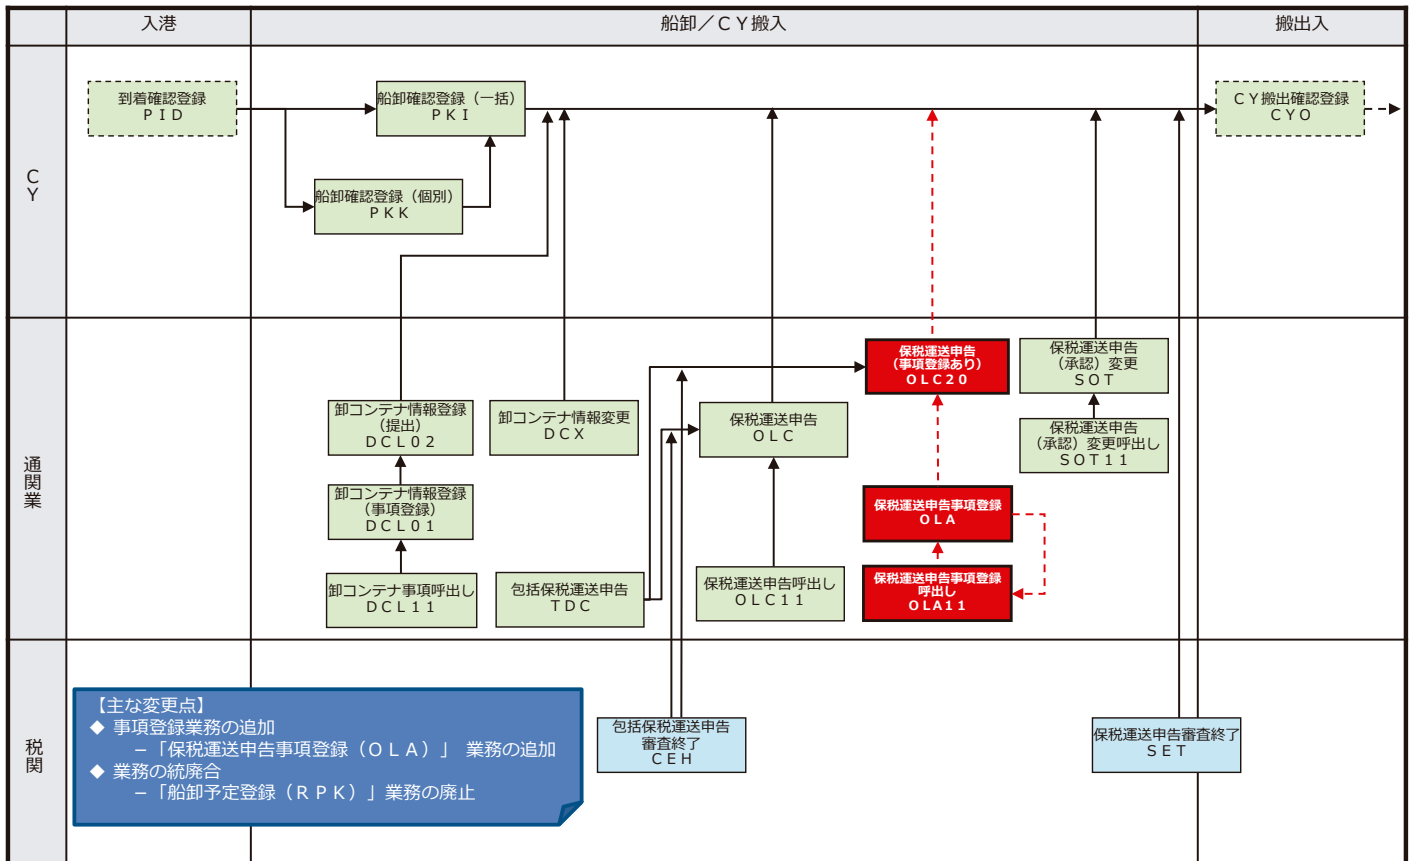 入港
船卸／ＣＹ搬入
搬出入
ＣＹ
到着確認登録
ＰＩＤ
船卸確認登録（一括）
ＰＫＩ
ＣＹ搬出確認登録
ＣＹＯ
船卸確認登録（個別）
ＰＫＫ
通関業
保税運送申告
（事項登録あり）
ＯＬＣ２０
保税運送申告
（承認）変更
ＳＯＴ
卸コンテナ情報登録
（提出）
ＤＣＬ０２
卸コンテナ情報変更
ＤＣＸ
保税運送申告
ＯＬＣ
保税運送申告
（承認）変更呼出し
ＳＯＴ１１
卸コンテナ情報登録
（事項登録）
ＤＣＬ０１
保税運送申告事項登録
ＯＬＡ
卸コンテナ事項呼出し
ＤＣＬ１１
包括保税運送申告
ＴＤＣ
保税運送申告呼出し
ＯＬＣ１１
保税運送申告事項登録
呼出し
ＯＬＡ１１
税関
【主な変更点】
◆ 事項登録業務の追加
－「保税運送申告事項登録（ＯＬＡ）」 業務の追加
◆ 業務の統廃合
－「船卸予定登録（ＲＰＫ）」業務の廃止
包括保税運送申告
審査終了
ＣＥＨ
保税運送申告審査終了
ＳＥＴ